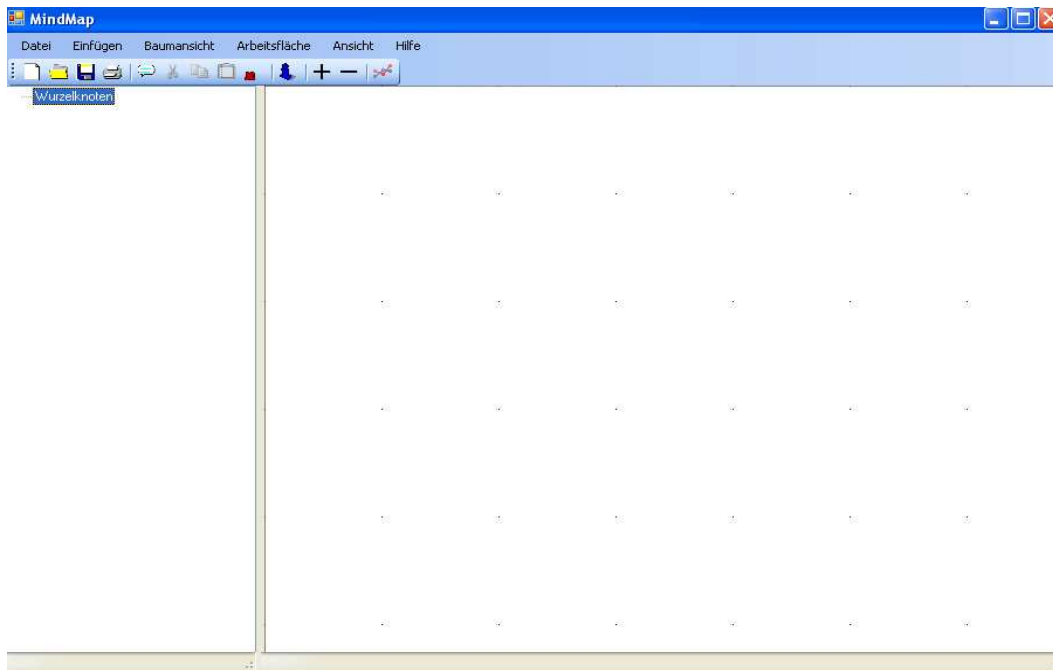 MindMap
Datei Einfügen Baumansicht Arbeitsfläche Ansicht Hilfe
Wurzelknoten